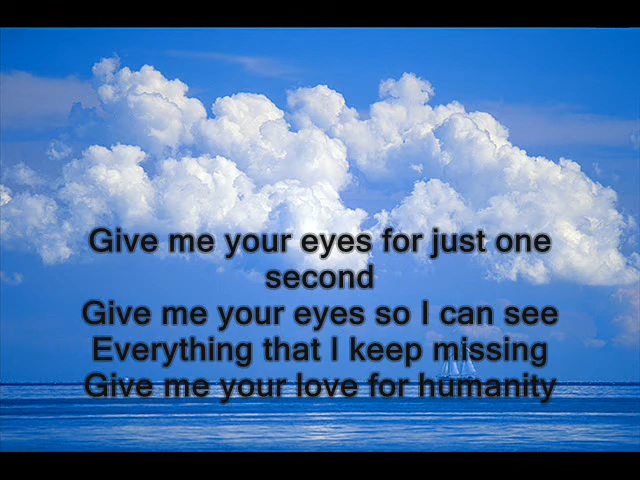 Give me your eyes for just one
second
Give me your eyes so I can see
Everything that I keep missing
Give me your love for humanity